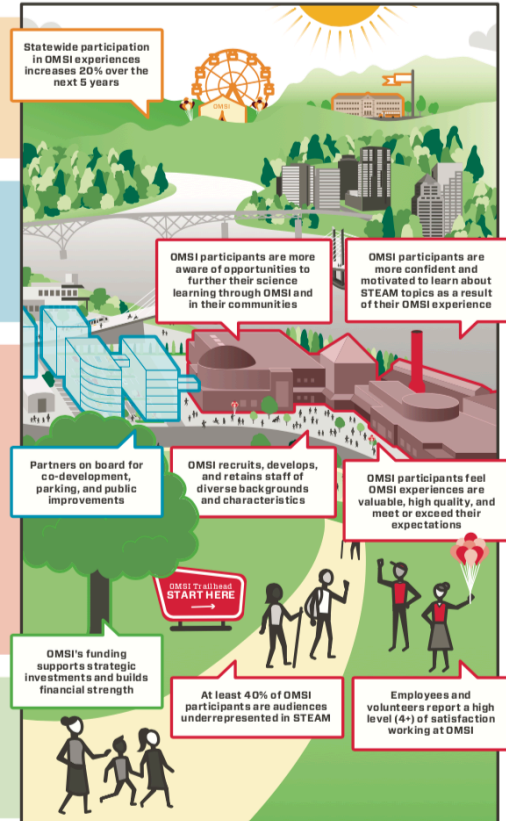 Statewide participation
in OMSI experiences
increases 20% over the
next 5 years
OMSI
OMSI participants are more
aware of opportunities to
further their science
learning through OMSI and
in their communities
OMSI participants are
more confident and
motivated to learn about
STEAM topics as a result
of their OMSI experience
Partners on board for
co-development,
parking, and public
improvements
OMSI recruits, develops,
and retains staff of
diverse backgrounds
and characteristics
OMSI participants feel
OMSI experiences are
valuable, high quality, and
meet or exceed their
expectations
OMSI Trailhead
START HERE
OMSI's funding
supports strategic
investments and builds
financial strength
At least 40% of OMSI
participants are audiences
underrepresented in STEAM
Employees and
volunteers report a high
level (4+) of satisfaction
working at OMSI